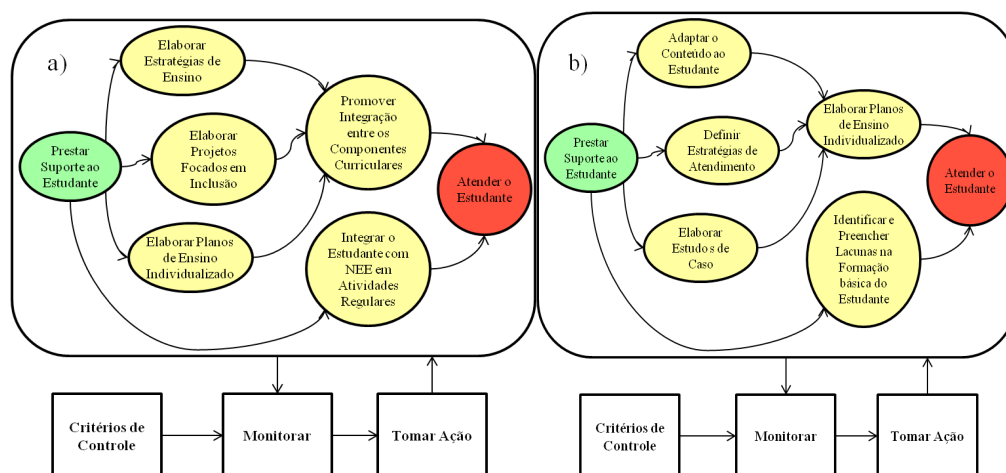 a)
Elaborar
Estratégias de
Ensino
Prestar
Suporte ao
Estudante
Elaborar
Projetos
Focados em
Inclusão
Elaborar Planos
de Ensino
Individualizado
Promover
Integração
entre os
Componentes
Curriculares
Integrar o
Estudante com
NEE em
Atividades
Regulares
Atender o
Estudante
Critérios de
Controle
Monitorar
Tomar Ação
b)
Adaptar o
Conteúdo ao
Estudante
Prestar
Suporte ao
Estudante
Definir
Estratégias de
Atendimento
Elaborar
Estudos de
Caso
Elaborar Planos
de Ensino
Individualizado
Identificar e
Preencher
Lacunas na
Formação
básica do
Estudante
Atender o
Estudante
Critérios de
Controle
Monitorar
Tomar Ação